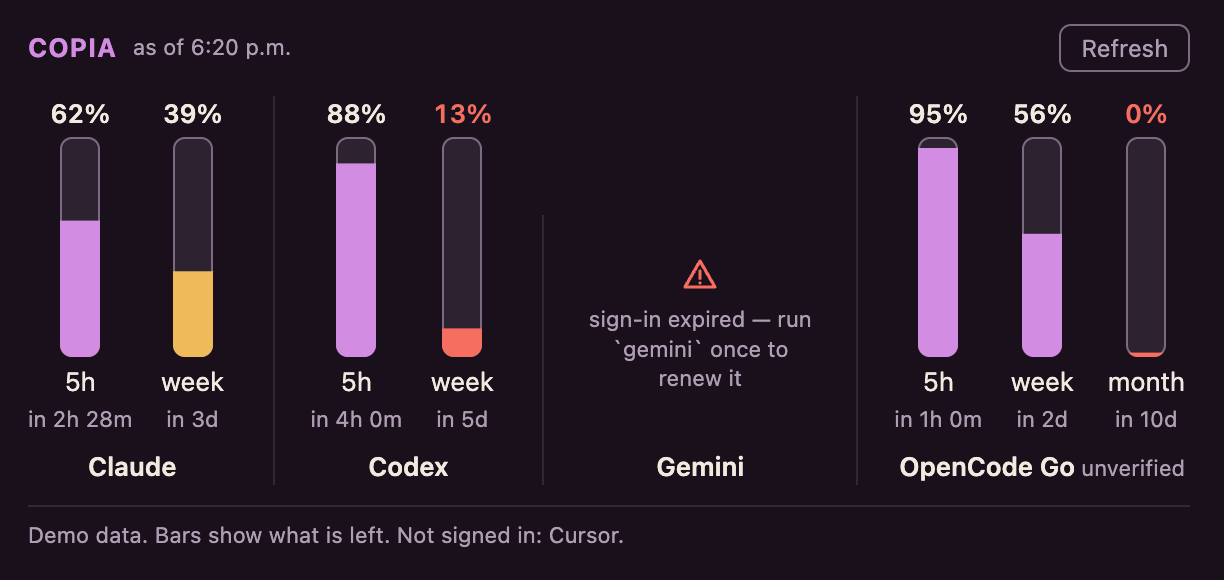 COPIA as of 6:20 p.m.
Refresh
62% 39%
5h week
in 2h 28m in 3d
Claude
88% 13%
5h week
in 4h 0m in 5d
Codex
sign-in expired — run
`gemini` once to
renew it
Gemini
95% 56% 0%
5h week month
in 1h 0m in 2d in 10d
OpenCode Go unverified
Demo data. Bars show what is left. Not signed in: Cursor.